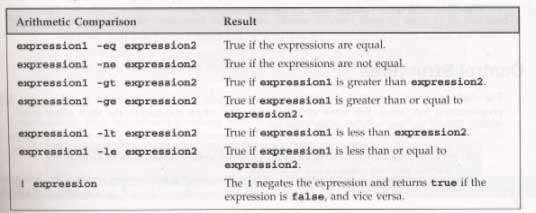 Arithmetic Comparison Result
expression1 -eq expression2 True if the expressions are equal.
expression1 -ne expression2 True if the expressions are not equal.
expression1 -gt expression2 True if expression1 is greater than expression2.
expression1 -ge expression2 True if expression1 is greater than or equal to
expression2.
expression1 -lt expression2 True if expression1 is less than expression2.
expression1 -le expression2 True if expression1 is less than or equal to
expression2.
! expression The ! negates the expression and returns true if the
expression is false, and vice versa.